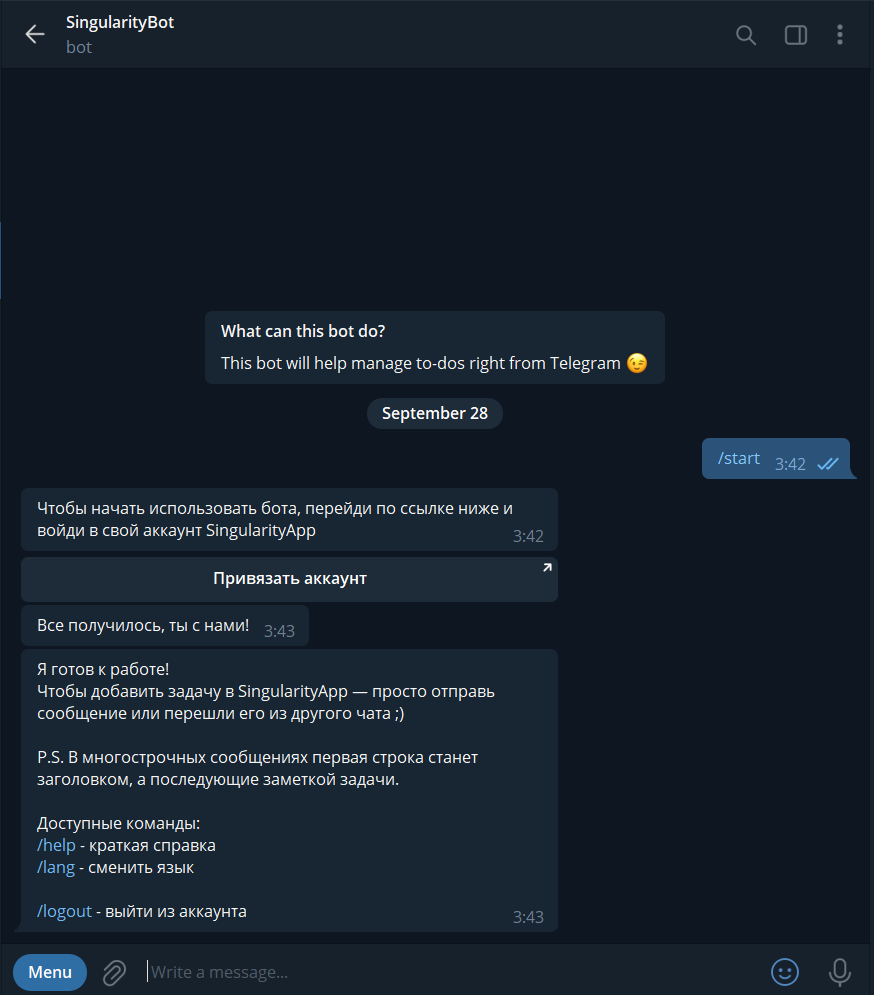 SingularityBot
bot
What can this bot do?
This bot will help manage to-dos right from Telegram 😉
September 28
/start 3:42
Чтобы начать использовать бота, перейди по ссылке ниже и
войди в свой аккаунт SingularityApp
3:42
Привязать аккаунт
Все получилось, ты с нами! 3:43
Я готов к работе!
Чтобы добавить задачу в SingularityApp — просто отправь
сообщение или перешли его из другого чата ;)
P.S. В многострочных сообщениях первая строка станет
заголовком, а последующие заметкой задачи.
Доступные команды:
/help - краткая справка
/lang - сменить язык
/logout - выйти из аккаунта
3:43
Menu
Write a message...